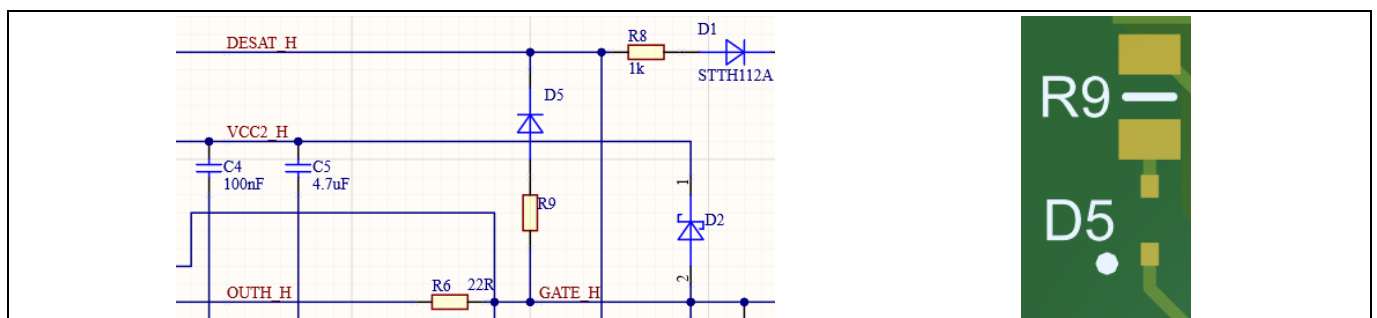 DESAT_H
R8
1k
D1
STTH112A
D5
VCC2_H
C4
100nF
C5
4.7uF
R9
1
D2
2
OUTH_H
R6 22R
GATE_H
R9
D5